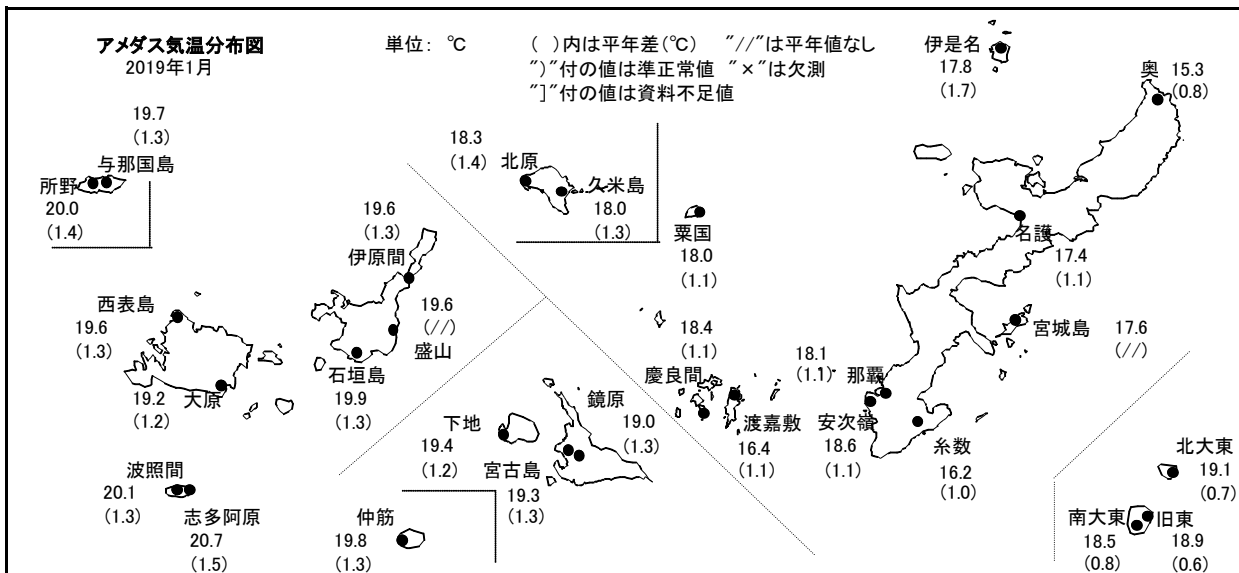 アメダス気温分布図
2019年1月
単位： ℃
( )内は平年差(℃) "//"は平年値なし
")"付の値は準正常値 "×"は欠測
"]"付の値は資料不足値
伊是名
17.8
(1.7)
奥
15.3
(0.8)
19.7
(1.3)
与那国島
所野
20.0
(1.4)
18.3
(1.4)
北原
久米島
18.0
(1.3)
粟国
18.0
(1.1)
名護
17.4
(1.1)
19.6
(1.3)
伊原間
19.6
(//)
盛山
石垣島
19.9
(1.3)
西表島
19.6
(1.3)
大原
19.2
(1.2)
宮城島
17.6
(//)
18.4
(1.1)
慶良間
渡嘉敷
16.4
(1.1)
18.1
(1.1)
那覇
安次嶺
18.6
(1.1)
糸数
16.2
(1.0)
鏡原
19.0
(1.3)
下地
19.4
(1.2)
宮古島
19.3
(1.3)
波照間
20.1
(1.3)
志多阿原
20.7
(1.5)
仲筋
19.8
(1.3)
北大東
19.1
(0.7)
南大東
18.5
(0.8)
旧東
18.9
(0.6)